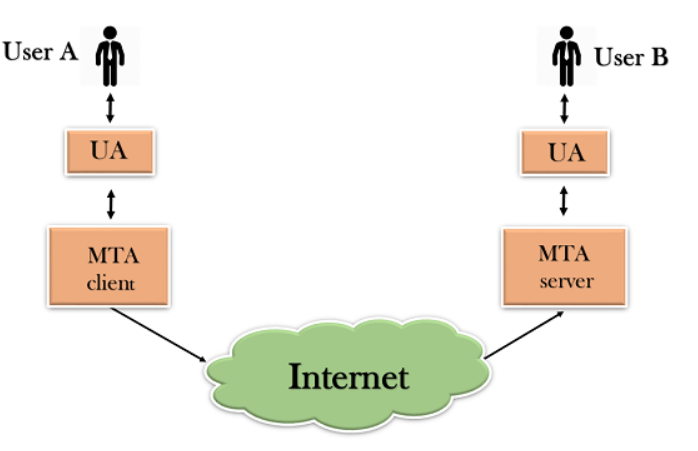 User A
User B
UA
UA
MTA
client
MTA
server
Internet